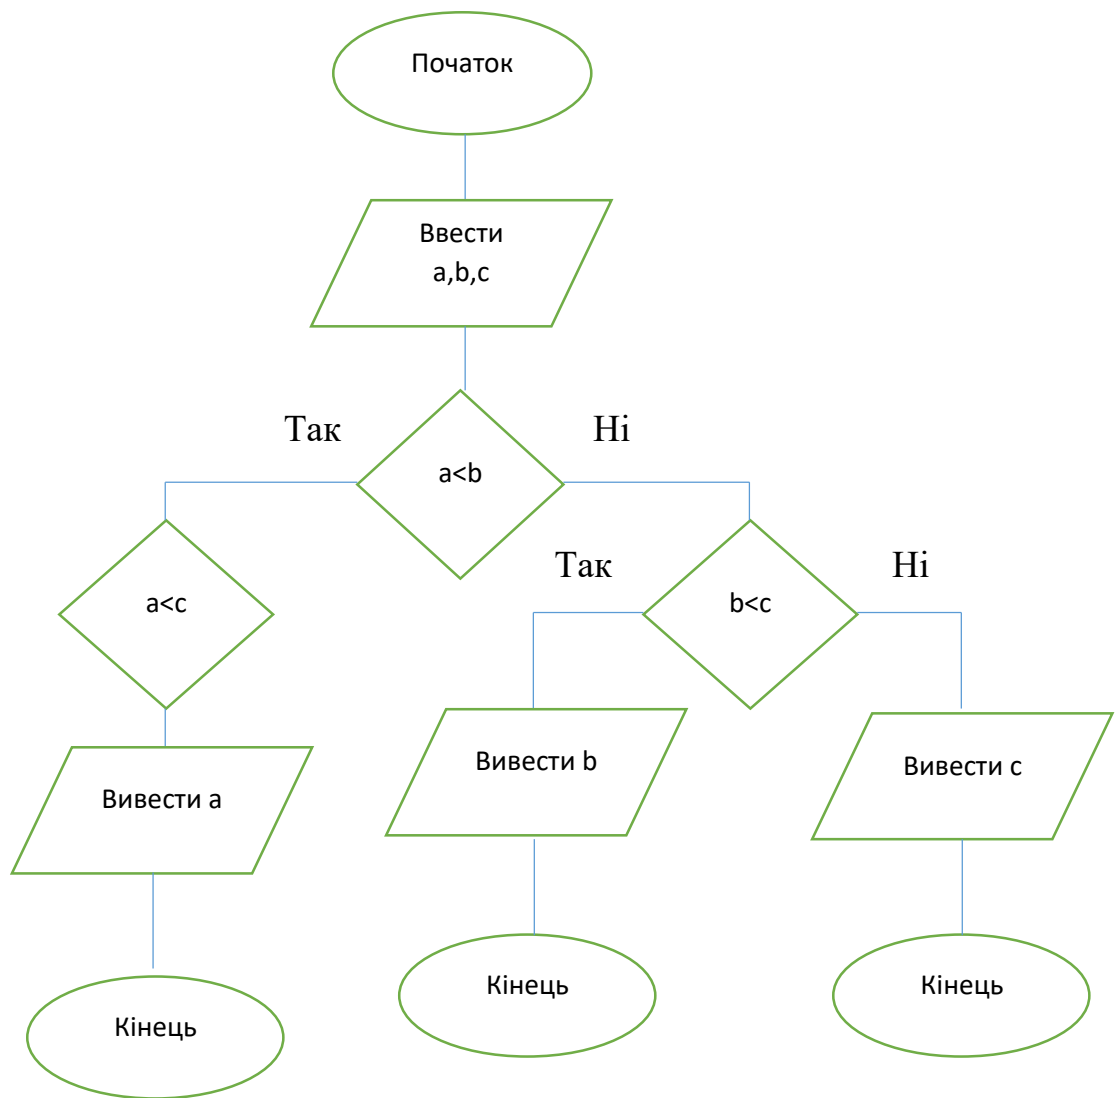 Початок
Ввести
a,b,c
Так
Ні
a<b
Так
Ні
a<c
b<c
Вивести a
Вивести b
Вивести c
Кінець
Кінець
Кінець